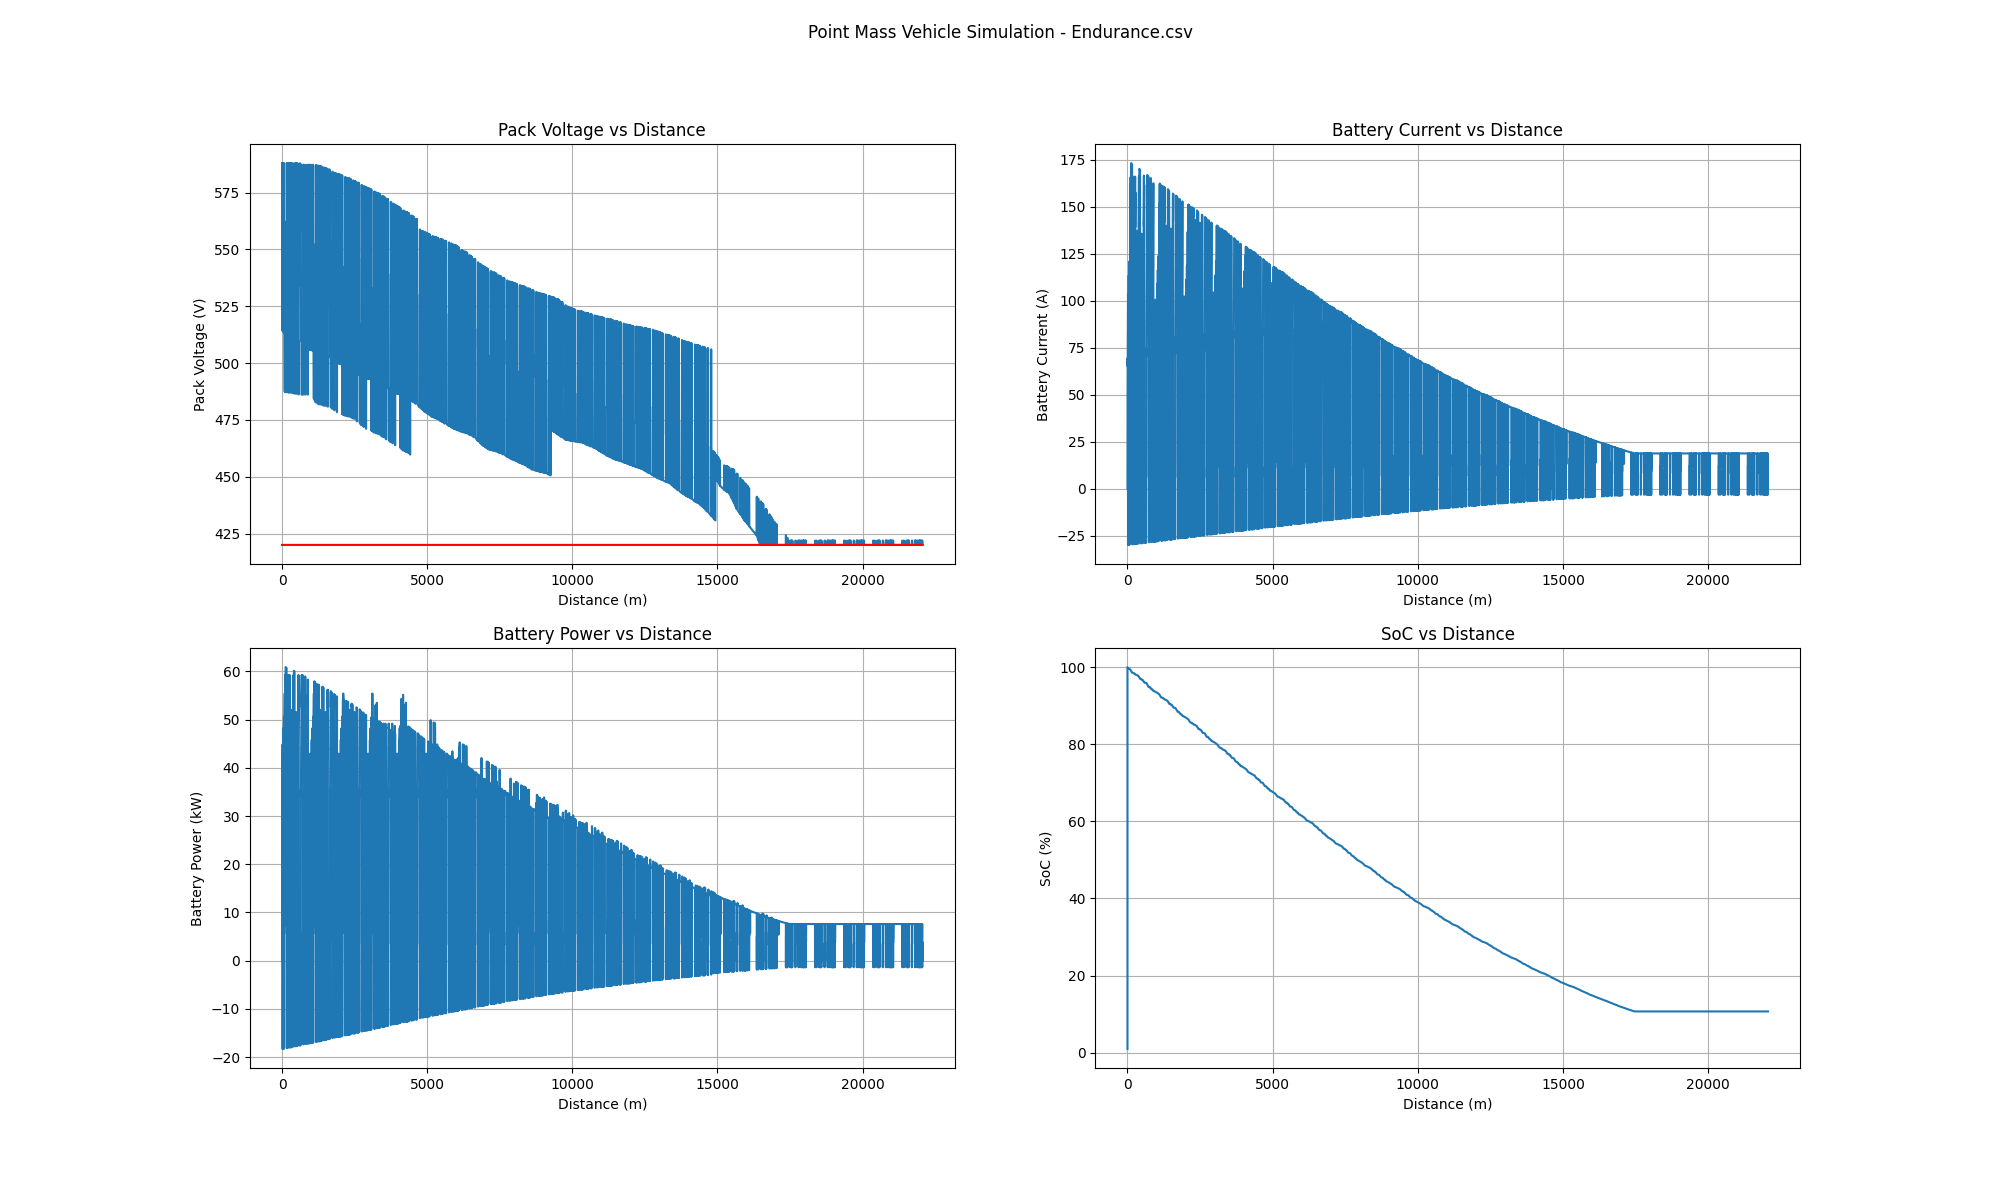 Point Mass Vehicle Simulation - Endurance.csv
Pack Voltage vs Distance
Pack Voltage (V)
575
550
525
500
475
450
425
0 5000 10000 15000 20000
Distance (m)
Battery Current vs Distance
Battery Current (A)
175
150
125
100
75
50
25
0
−25
0 5000 10000 15000 20000
Distance (m)
Battery Power vs Distance
Battery Power (kW)
60
50
40
30
20
10
0
−10
−20
0 5000 10000 15000 20000
Distance (m)
SoC vs Distance
SoC (%)
100
80
60
40
20
0
0 5000 10000 15000 20000
Distance (m)